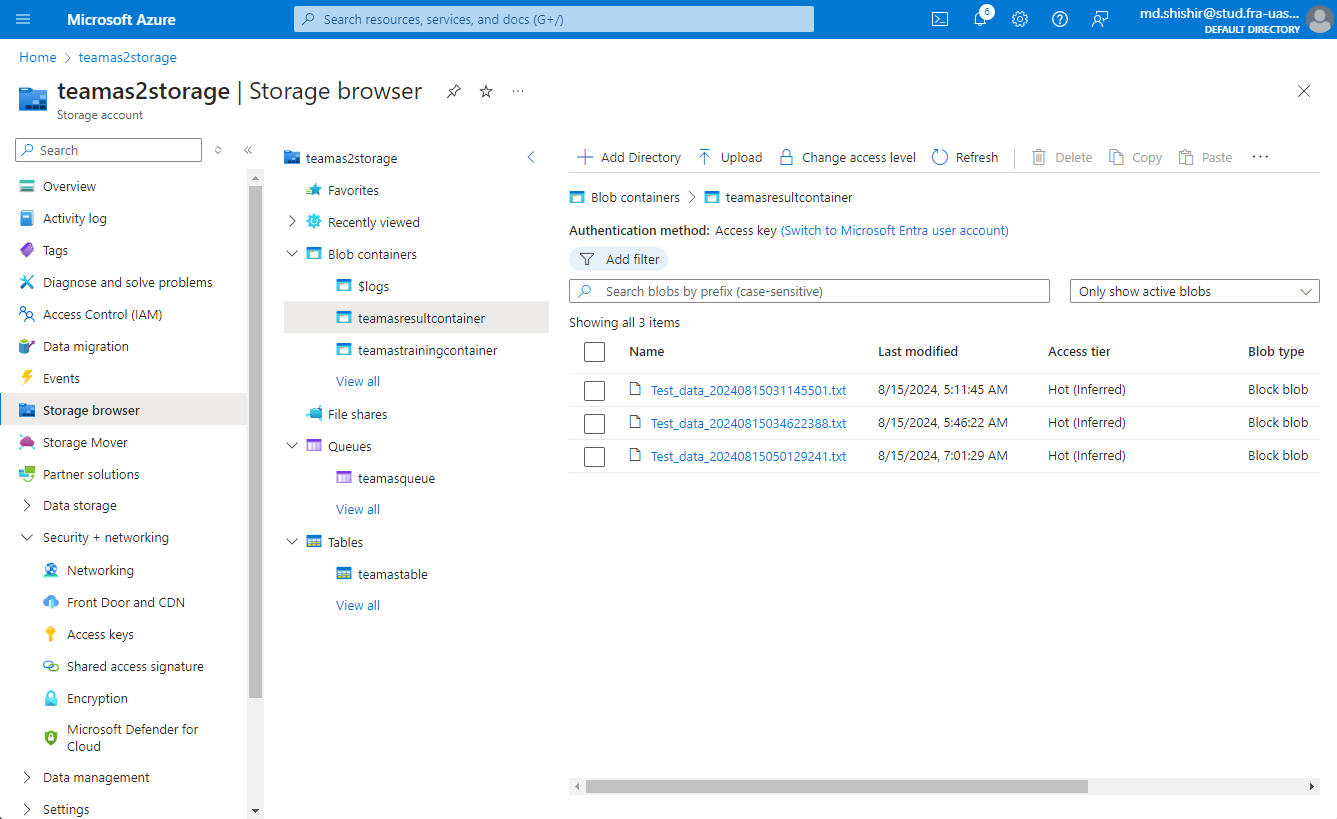 Microsoft Azure
Search resources, services, and docs (G+/)
6
md.shishir@stud.fra-uas...
DEFAULT DIRECTORY
Home > teamas2storage
teamas2storage | Storage browser
Storage account
Search
Overview
Activity log
Tags
Diagnose and solve problems
Access Control (IAM)
Data migration
Events
Storage browser
Storage Mover
Partner solutions
Data storage
Security + networking
Networking
Front Door and CDN
Access keys
Shared access signature
Encryption
Microsoft Defender for
Cloud
Data management
Settings
teamas2storage
Favorites
Recently viewed
Blob containers
$logs
teamasresultcontainer
teamastrainingcontainer
View all
File shares
Queues
teamasqueue
View all
Tables
teamastable
View all
Add Directory Upload Change access level Refresh Delete Copy Paste
Blob containers > teamasresultcontainer
Authentication method: Access key (Switch to Microsoft Entra user account)
Add filter
Search blobs by prefix (case-sensitive) Only show active blobs
Showing all 3 items
Name Last modified Access tier Blob type
Test_data_20240815031145501.txt 8/15/2024, 5:11:45 AM Hot (Inferred) Block blob
Test_data_20240815034622388.txt 8/15/2024, 5:46:22 AM Hot (Inferred) Block blob
Test_data_20240815050129241.txt 8/15/2024, 7:01:29 AM Hot (Inferred) Block blob